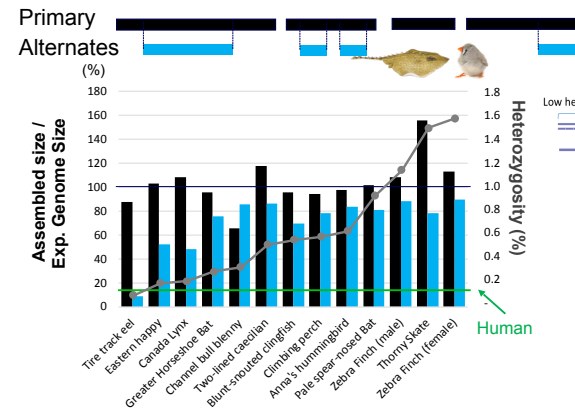 Primary
Alternates
(%)
180
160
140
120
100
80
60
40
20
0
Assembled size /
Exp. Genome Size
1.8
1.6
1.4
1.2
1.0
0.8
0.6
0.4
0.2
-
Heterozygosity (%)
Low he
Human
Tire track eel
Eastern happy
Canada Lynx
Greater Horseshoe Bat
Channel bull blenny
Two-lined caecilian
Blunt-snouted clingfish
Climbing perch
Anna's hummingbird
Pale spear-nosed Bat
Zebra Finch (male)
Thorny Skate
Zebra Finch (female)